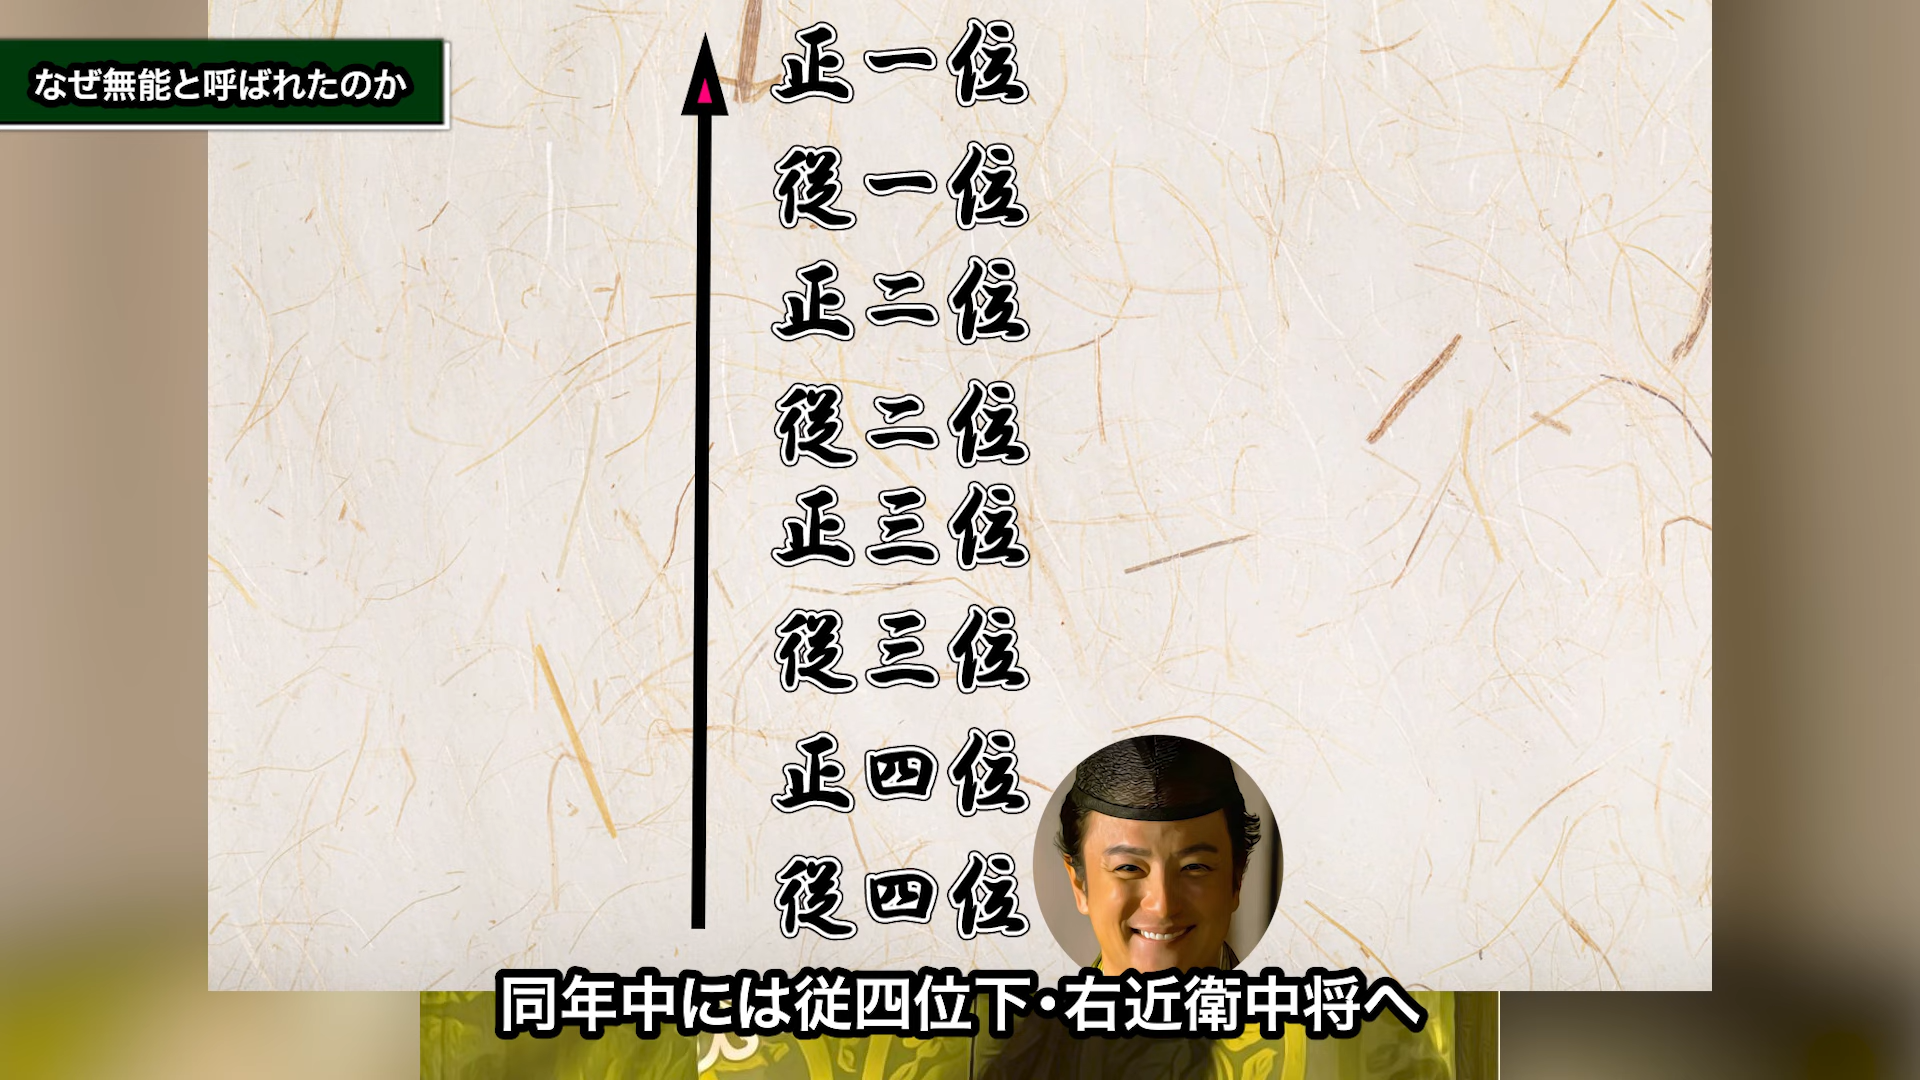 なぜ無能と呼ばれたのか
正一位
従一位
正二位
従二位
正三位
従三位
正四位
従四位
同年中には従四位下・右近衛中将へ